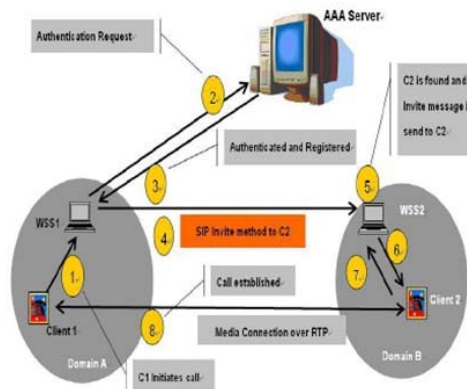 AAA Server
Authentication Request
2
C2 is found and
Invite message i
send to C2
3
Authenticated and Registered
5
WSS1
4
SIP Invite method to C2
WSS2
6
7
1
Call established
Client 1
8
Media Connection over RTP
Client 2
Domain A
Domain B
C1 Initiates call